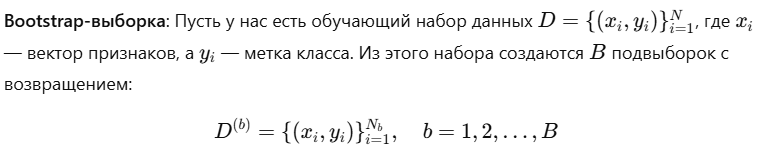 Bootstrap-выборка: Пусть у нас есть обучающий набор данных $D = \{(x_i, y_i)\}_{i=1}^{N}$, где $x_i$
— вектор признаков, а $y_i$ — метка класса. Из этого набора создаются $B$ подвыборок с
возвращением:
$D^{(b)} = \{(x_i, y_i)\}_{i=1}^{N_b}, \quad b = 1, 2, \ldots, B$